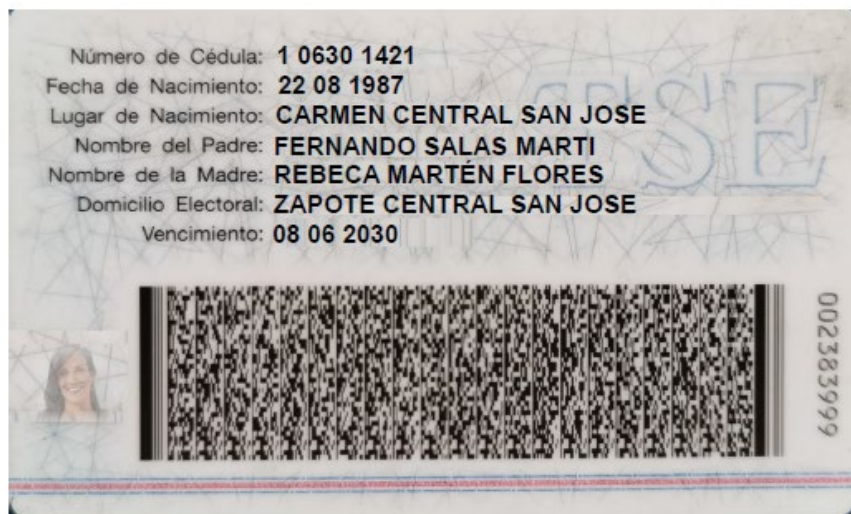 Número de Cédula: 1 0630 1421
Fecha de Nacimiento: 22 08 1987
Lugar de Nacimiento: CARMEN CENTRAL SAN JOSE
Nombre del Padre: FERNANDO SALAS MARTI
Nombre de la Madre: REBECA MARTÉN FLORES
Domicilio Electoral: ZAPOTE CENTRAL SAN JOSE
Vencimiento: 08 06 2030
TSE
002383999